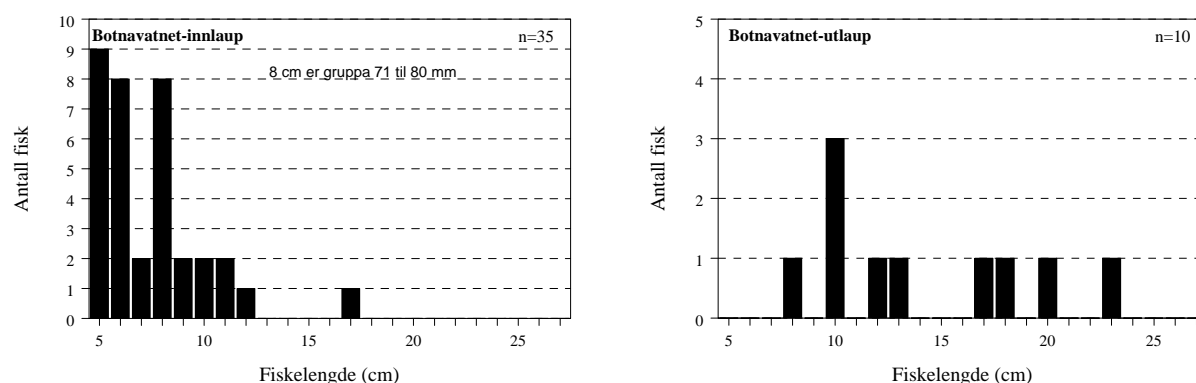 Botnavatnet-innlaup n=35
8 cm er gruppa 71 til 80 mm
Antall fisk
10
9
8
7
6
5
4
3
2
1
0
5 10 15 20 25
Fiskelengde (cm)
Botnavatnet-utlaup n=10
Antall fisk
5
4
3
2
1
0
5 10 15 20 25
Fiskelengde (cm)